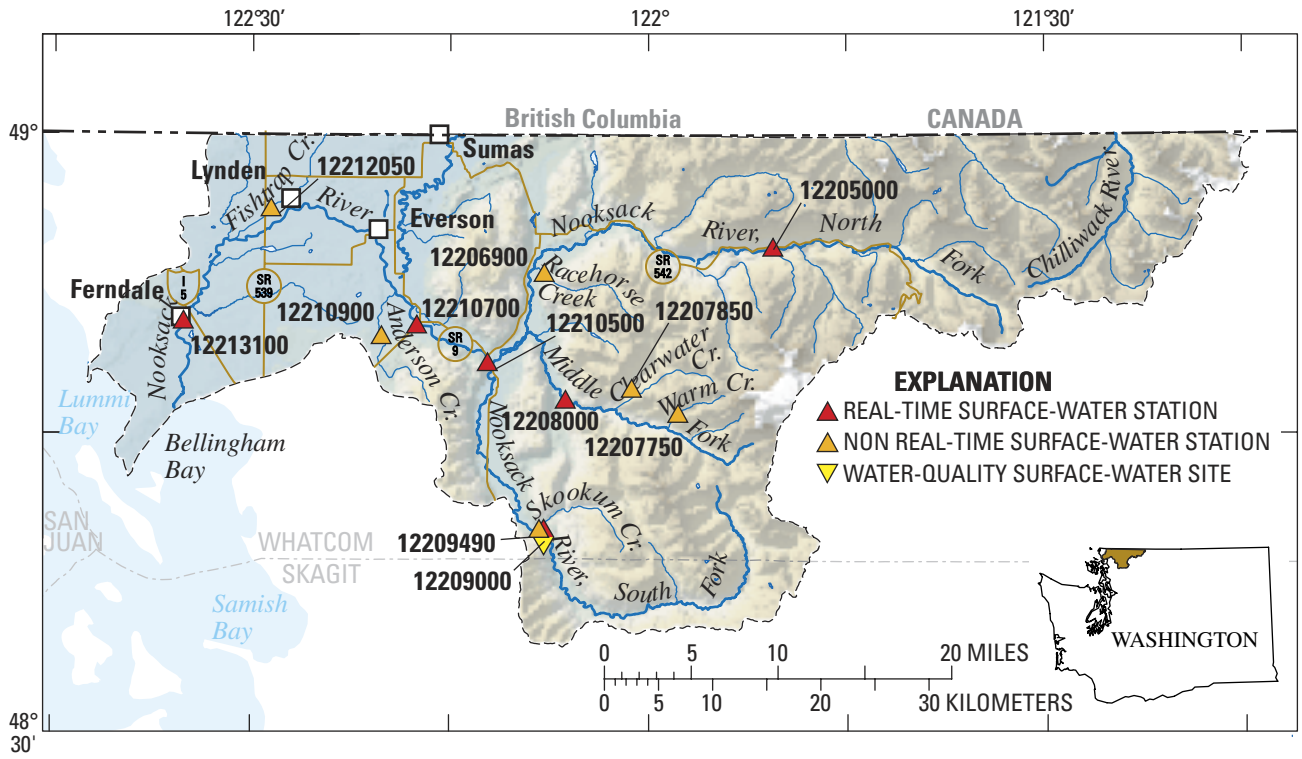 122°30'
122°
121°30'
49°
British Columbia
CANADA
Sumas
Lynden
Fishtrap Cr.
12212050
River
Everson
Nooksack
River,
12205000
North
Fork
Chilliwack River
12206900
Racehorse
Creek
SR
542
Ferndale
I
5
SR
539
12210900
12210700
12210500
12207850
12213100
Nooksack
Anderson Cr.
SR
9
Middle
Clearwater
Cr.
Warm Cr.
Fork
12208000
12207750
Lummi
Bay
Bellingham
Bay
Nooksack
EXPLANATION
REAL-TIME SURFACE-WATER STATION
NON REAL-TIME SURFACE-WATER STATION
WATER-QUALITY SURFACE-WATER SITE
SAN
JUAN
WHATCOM
SKAGIT
12209490
12209000
Skookum Cr.
River,
South
Fork
Samish
Bay
WASHINGTON
0 5 10 20 MILES
0 5 10 20 30 KILOMETERS
48°
30'